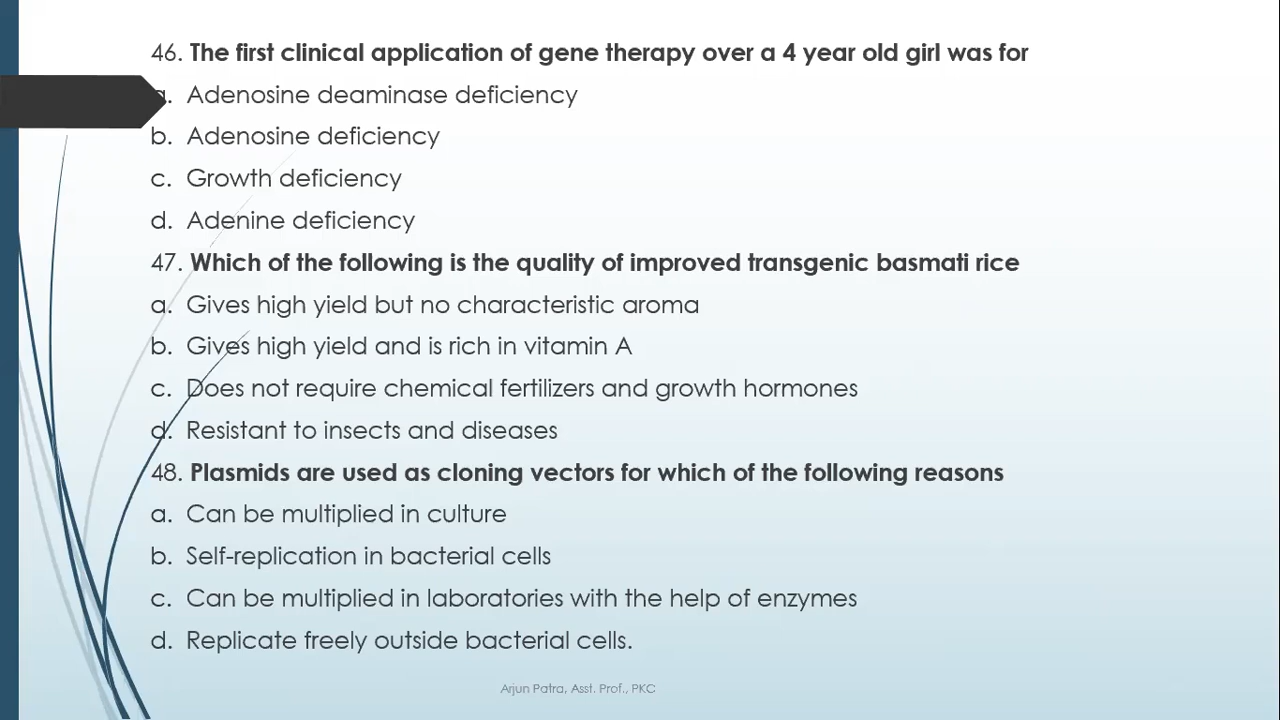 46. The first clinical application of gene therapy over a 4 year old girl was for
a. Adenosine deaminase deficiency
b. Adenosine deficiency
c. Growth deficiency
d. Adenine deficiency
47. Which of the following is the quality of improved transgenic basmati rice
a. Gives high yield but no characteristic aroma
b. Gives high yield and is rich in vitamin A
c. Does not require chemical fertilizers and growth hormones
d. Resistant to insects and diseases
48. Plasmids are used as cloning vectors for which of the following reasons
a. Can be multiplied in culture
b. Self-replication in bacterial cells
c. Can be multiplied in laboratories with the help of enzymes
d. Replicate freely outside bacterial cells.
Arjun Patra, Asst. Prof., PKC